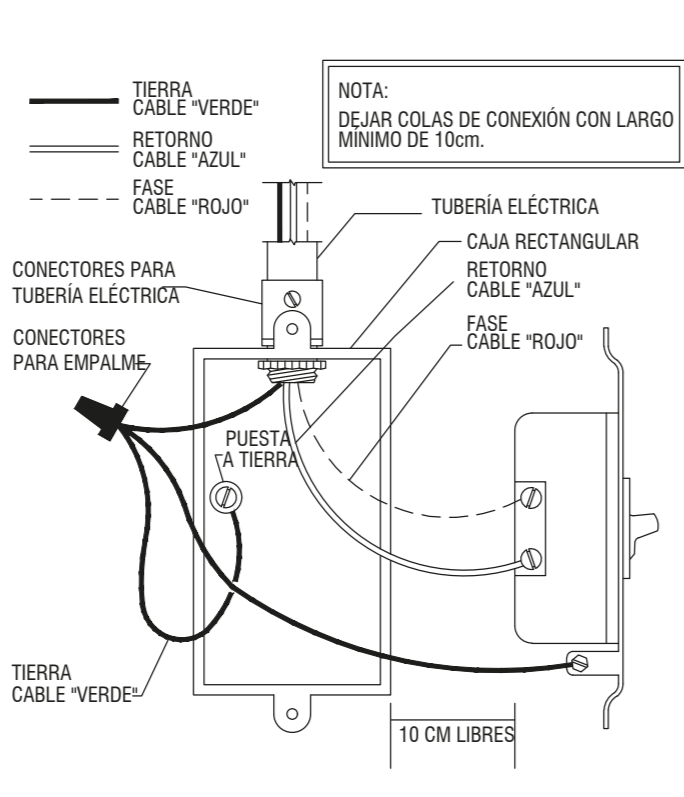 TIERRA
CABLE "VERDE"
RETORNO
CABLE "AZUL"
FASE
CABLE "ROJO"
NOTA:
DEJAR COLAS DE CONEXIÓN CON LARGO
MÍNIMO DE 10cm.
TUBERÍA ELÉCTRICA
CAJA RECTANGULAR
RETORNO
CABLE "AZUL"
FASE
CABLE "ROJO"
CONECTORES PARA
TUBERÍA ELÉCTRICA
CONECTORES
PARA EMPALME
PUESTA
A TIERRA
TIERRA
CABLE "VERDE"
10 CM LIBRES